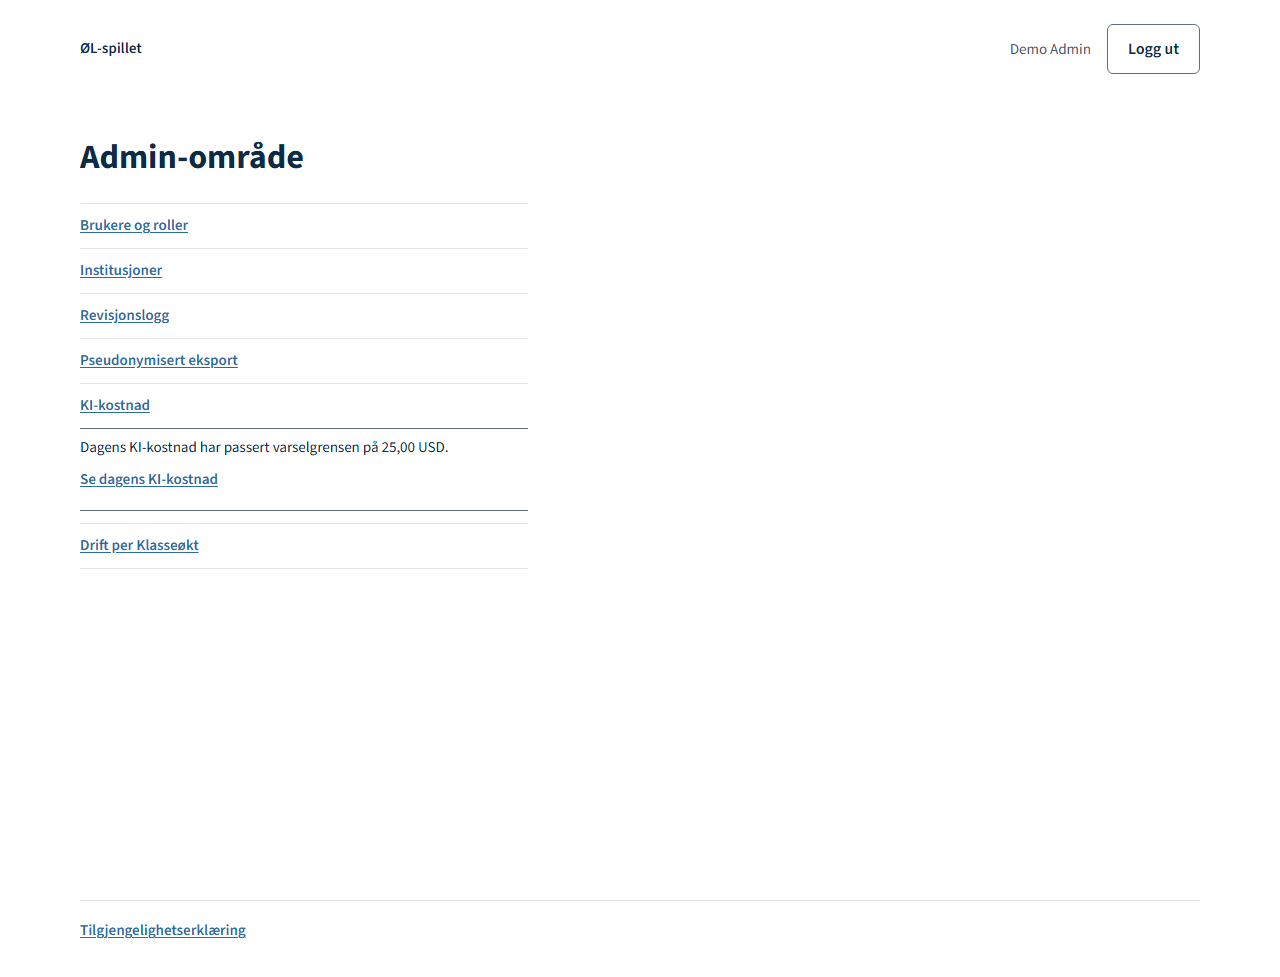 ØL-spillet
Demo Admin
Logg ut
Admin-område
Brukere og roller
Institusjoner
Revisjonslogg
Pseudonymisert eksport
KI-kostnad
Dagens KI-kostnad har passert varselgrensen på 25,00 USD.
Se dagens KI-kostnad
Drift per Klasseøkt
Tilgjengelighetserklæring